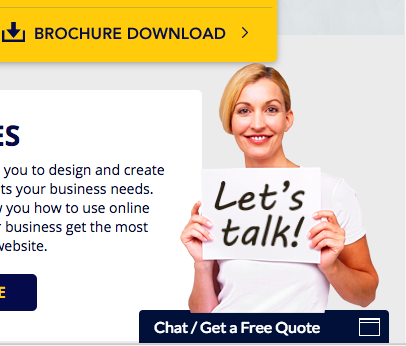 BROCHURE DOWNLOAD
ES
you to design and create
ts your business needs.
you how to use online
business get the most
website.
E
Let's
talk!
Chat / Get a Free Quote